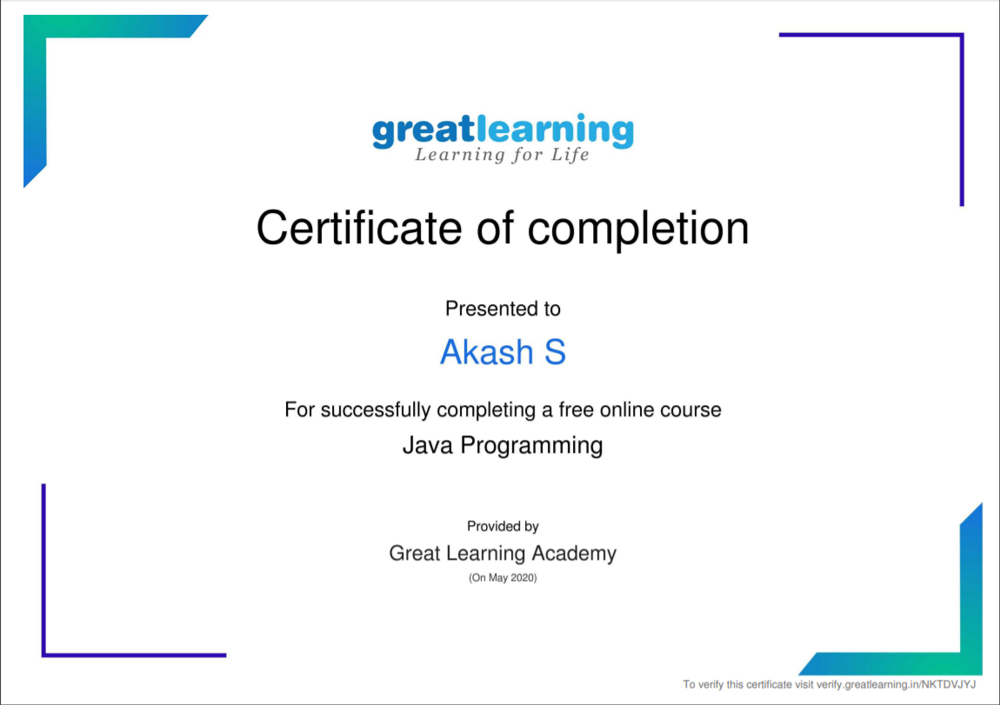 greatlearning
Learning for Life
Certificate of completion
Presented to
Akash S
For successfully completing a free online course
Java Programming
Provided by
Great Learning Academy
(On May 2020)
To verify this certificate visit verify.greatlearning.in/NKTDVJYJ